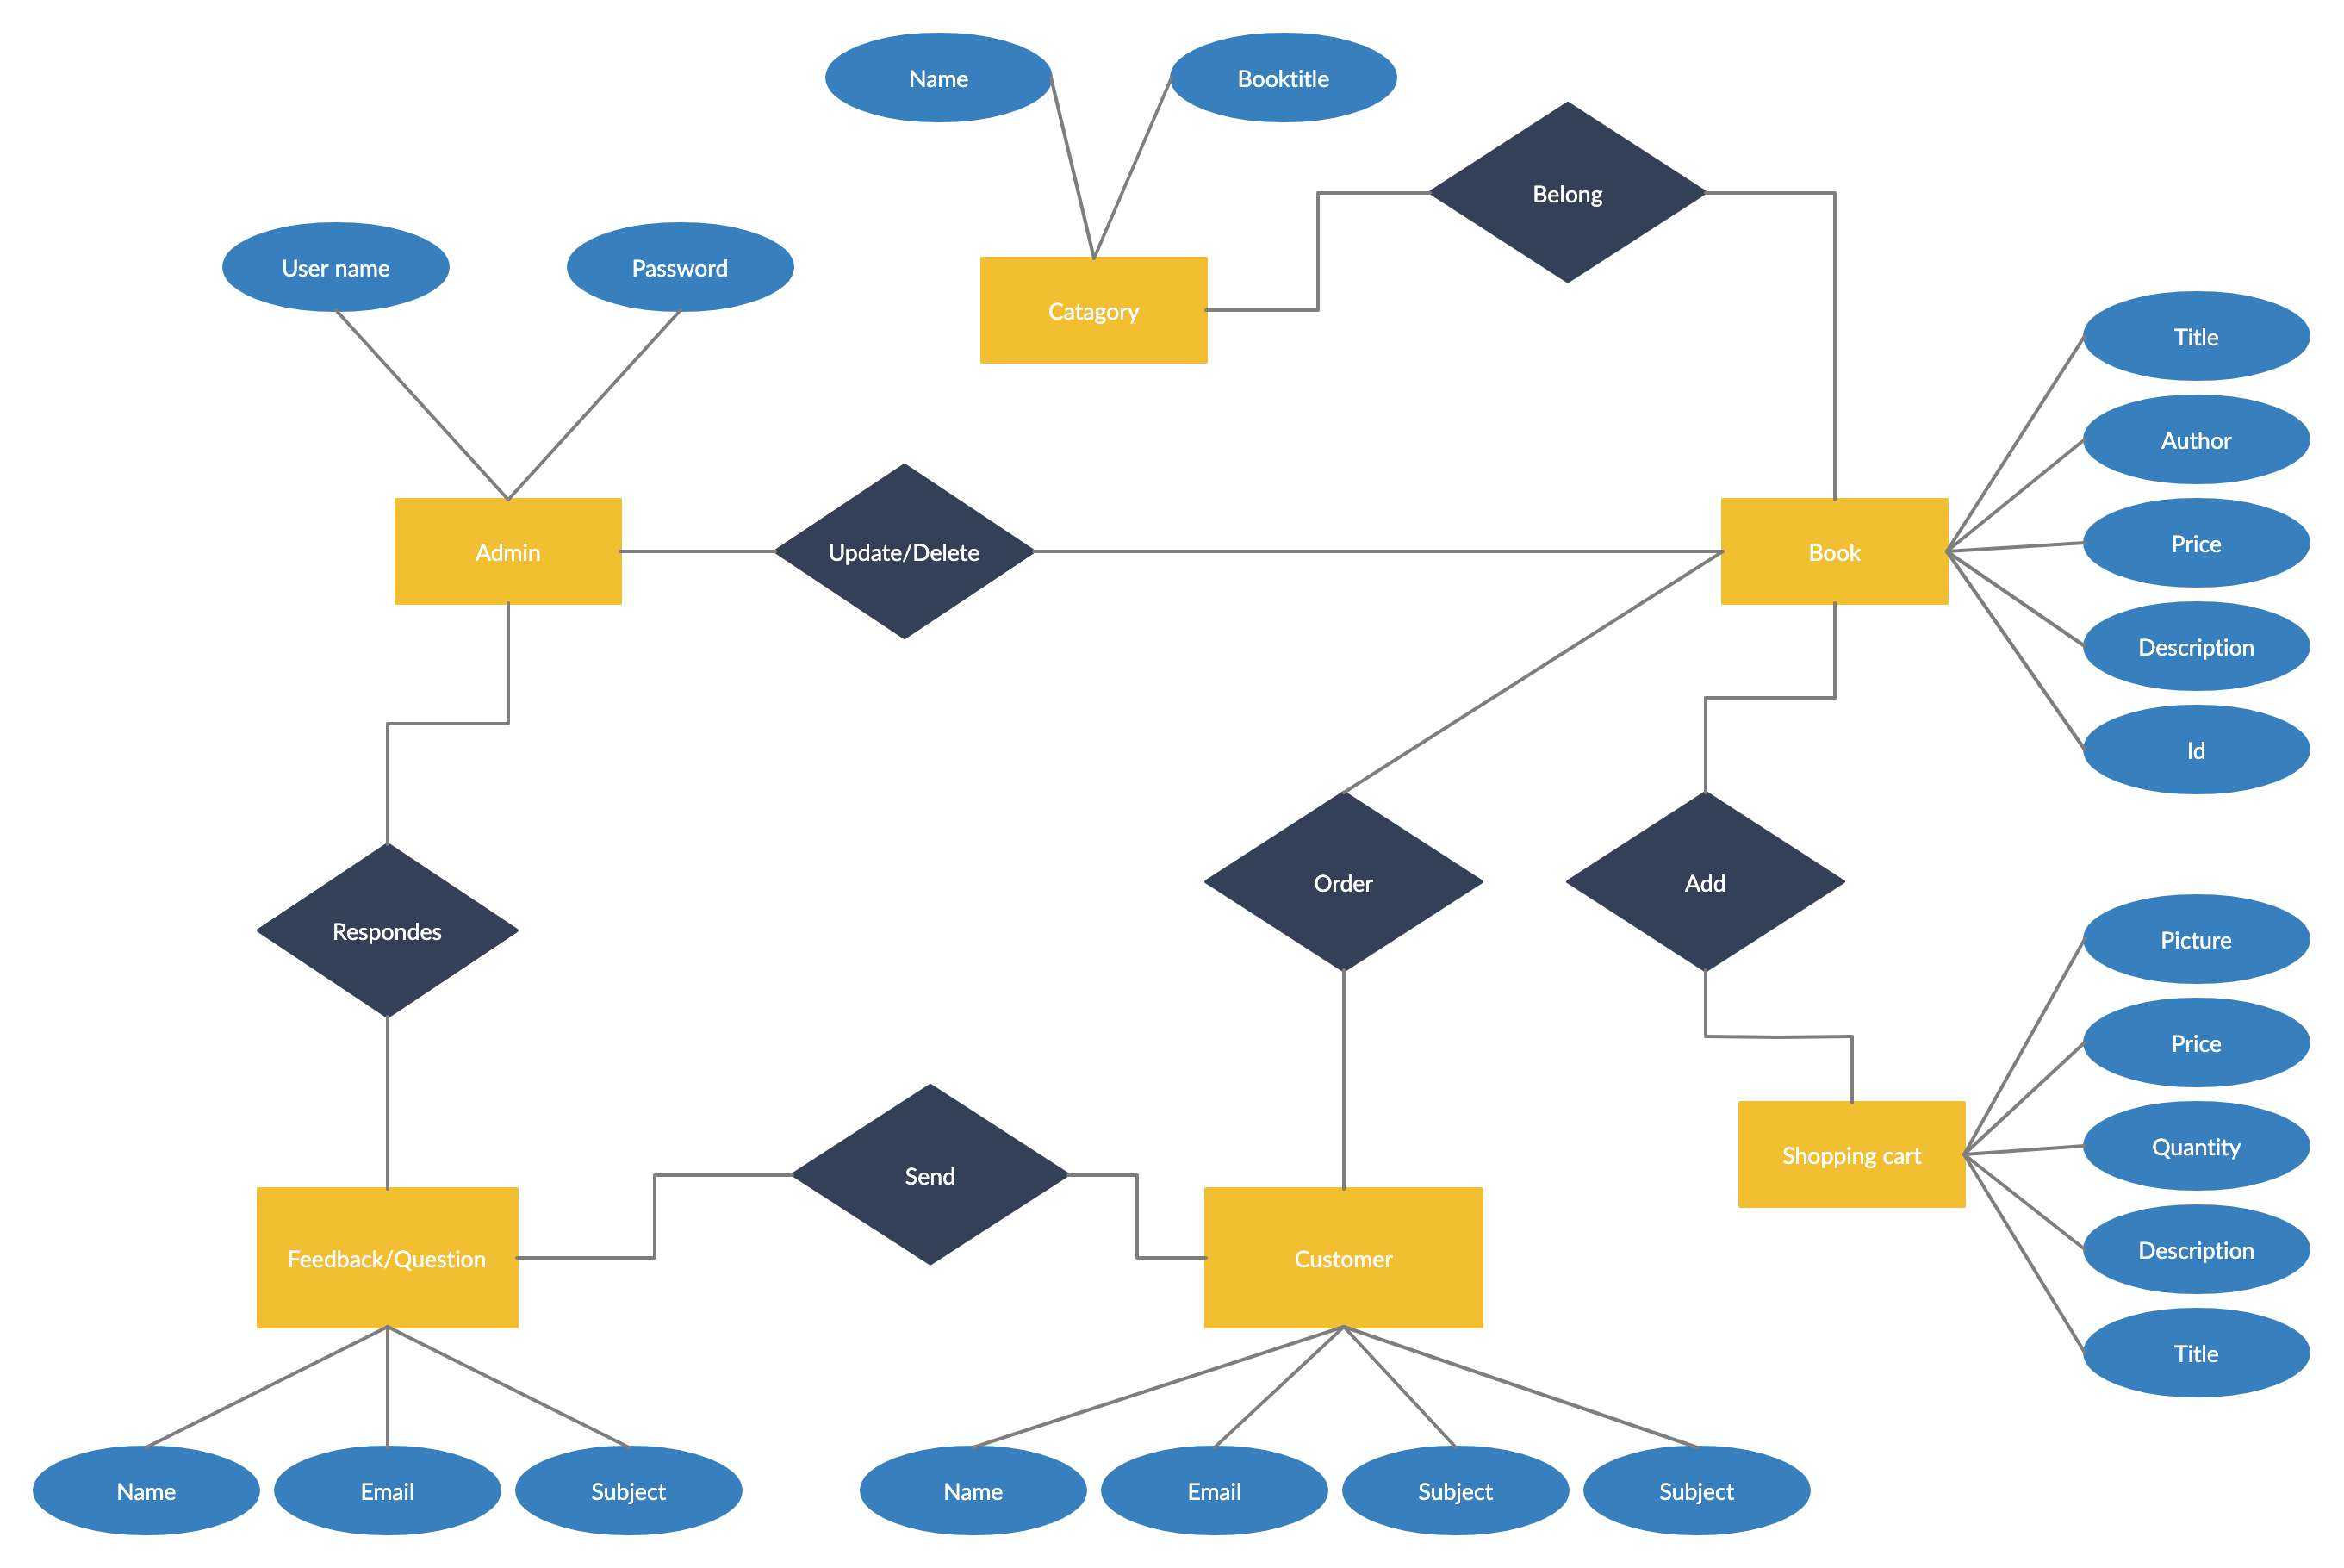 Name
Booktitle
Belong
User name
Password
Catagory
Title
Author
Admin
Update/Delete
Book
Price
Description
Id
Order
Add
Respondes
Picture
Price
Quantity
Shopping cart
Send
Description
Feedback/Question
Customer
Title
Name
Email
Subject
Name
Email
Subject
Subject